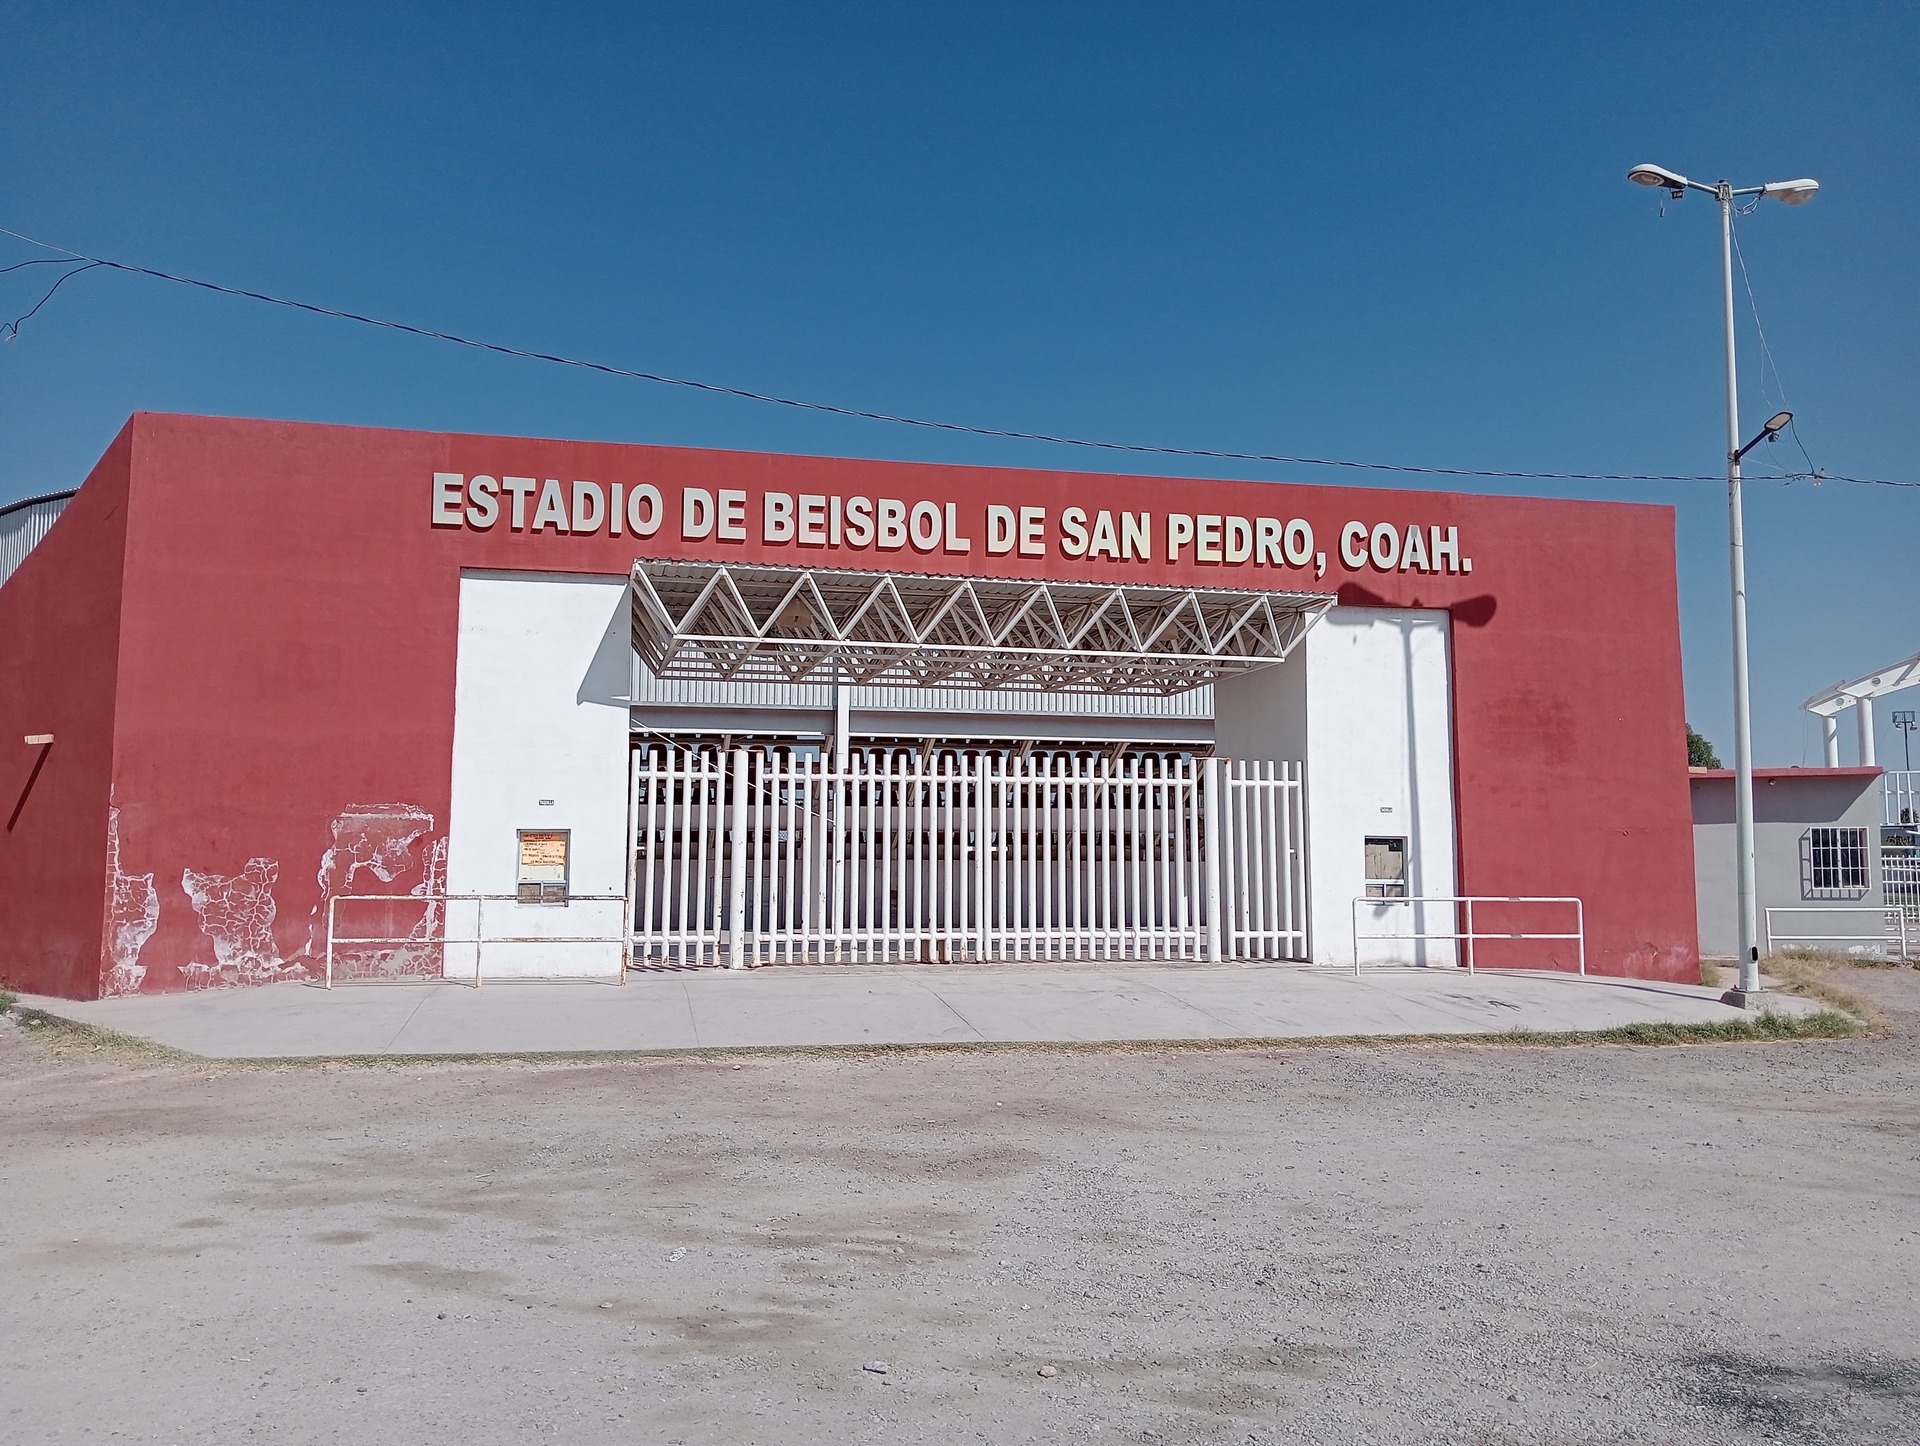 ESTADIO DE BEISBOL DE SAN PEDRO, COAH.